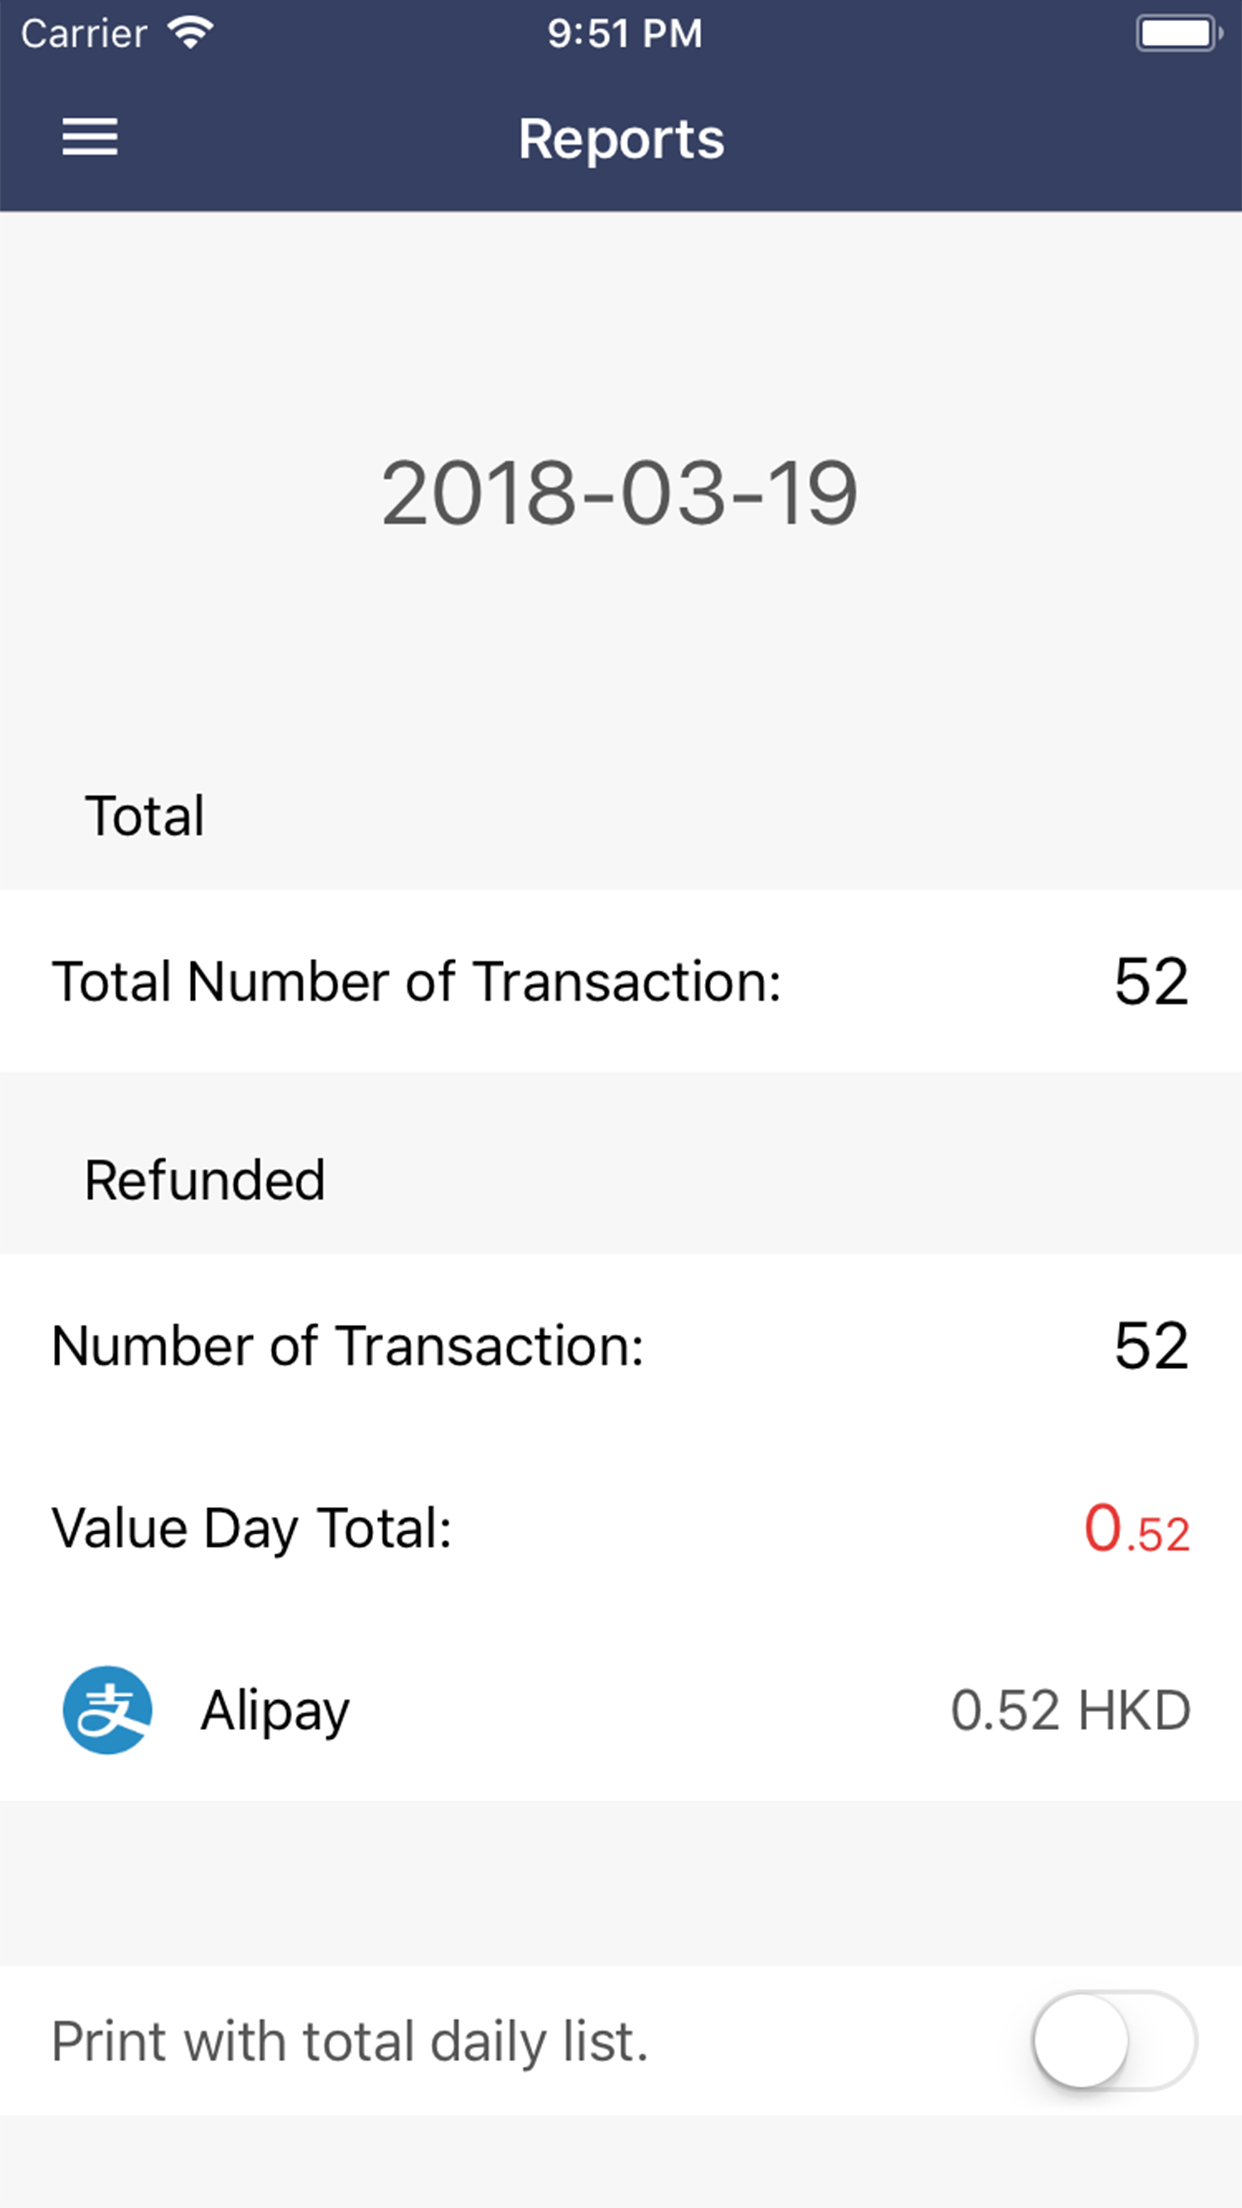 Carrier 9:51 PM
Reports
2018-03-19
Total
Total Number of Transaction: 52
Refunded
Number of Transaction: 52
Value Day Total: 0.52
支 Alipay 0.52 HKD
Print with total daily list.